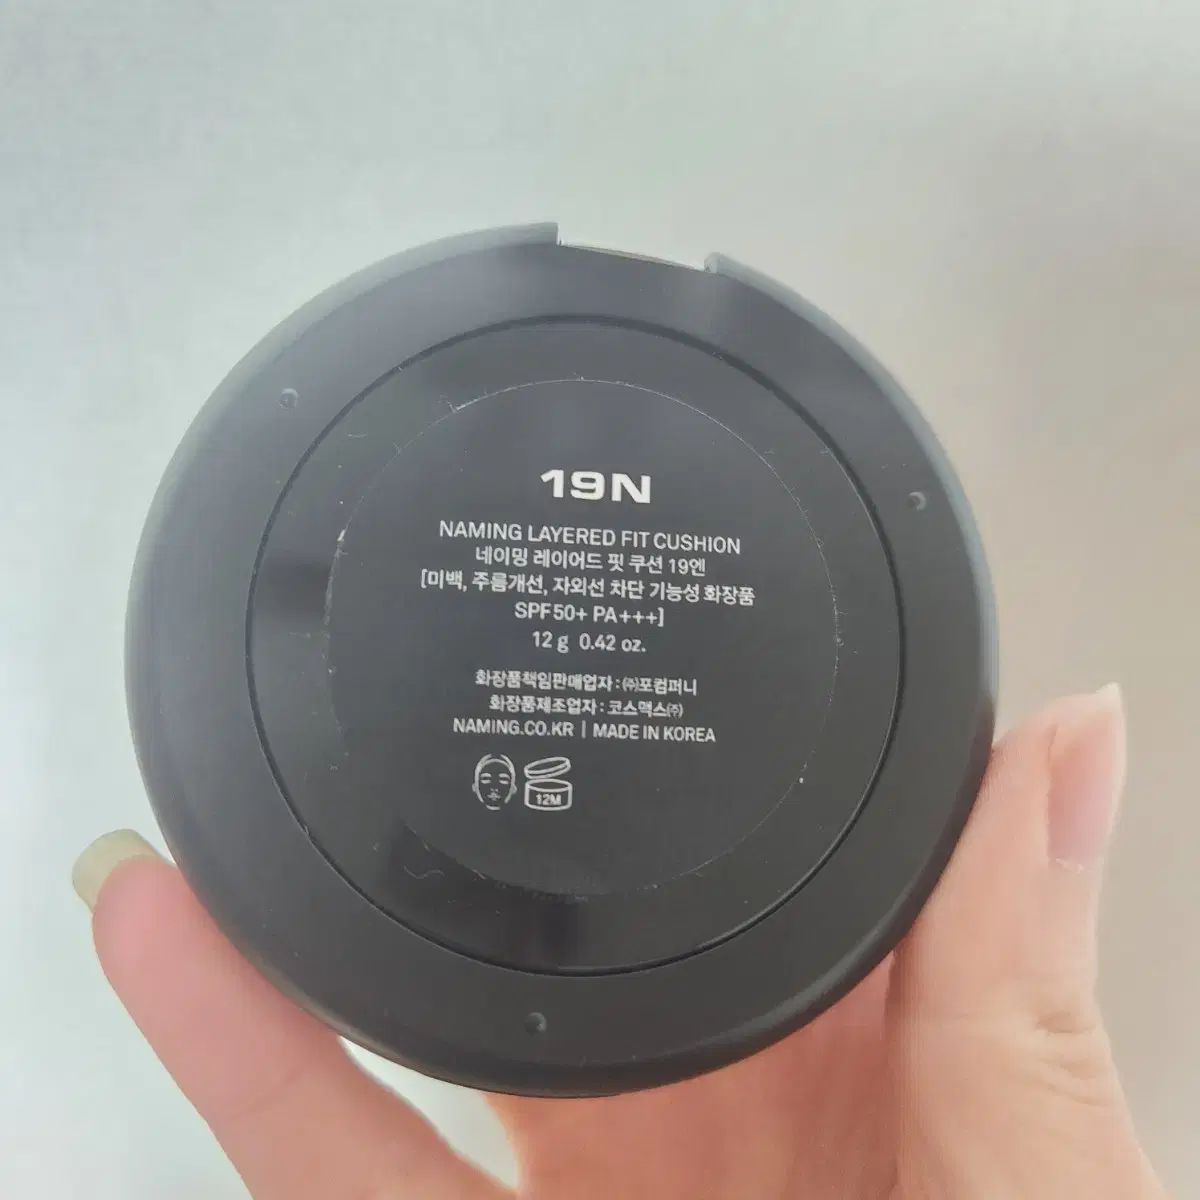 19N
NAMING LAYERED FIT CUSHION
네이밍 레이어드 핏 쿠션 19엔
[미백, 주름개선, 자외선 차단 기능성 화장품
SPF50+ PA+++]
12 g 0.42 oz.
화장품책임판매업자 : ㈜포컴퍼니
화장품제조업자 : 코스맥스㈜
NAMING.CO.KR | MADE IN KOREA
12M